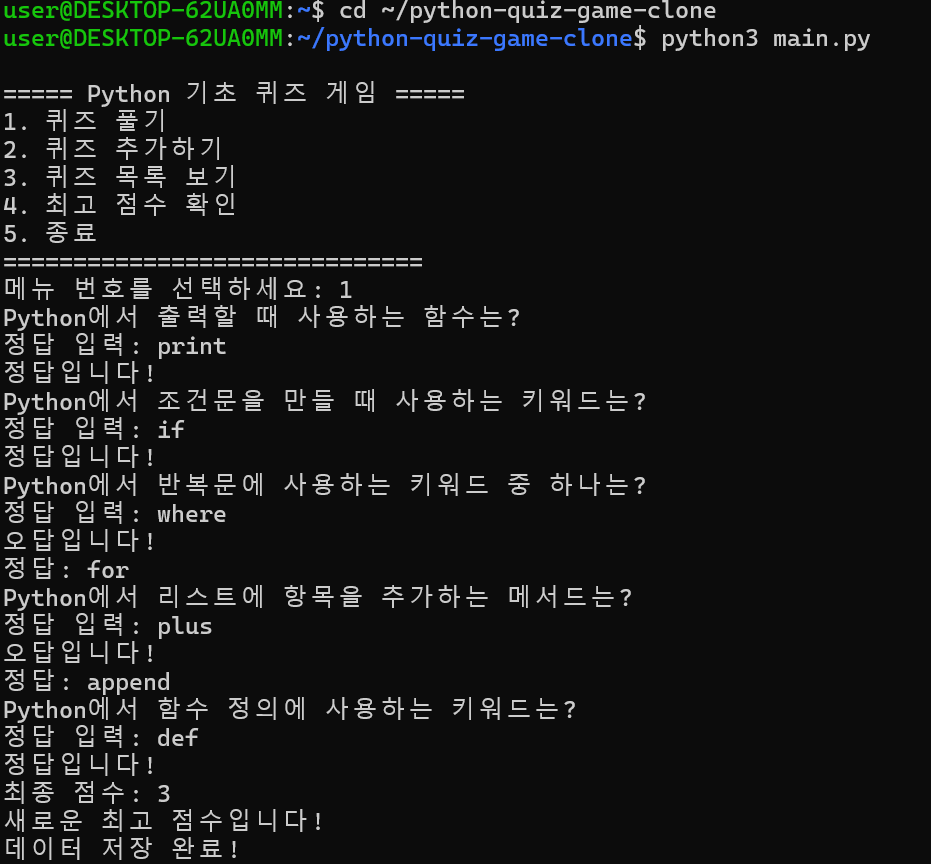 user@DESKTOP-62UA0MM:~$ cd ~/python-quiz-game-clone
user@DESKTOP-62UA0MM:~/python-quiz-game-clone$ python3 main.py
===== Python 기초 퀴즈 게임 =====
1. 퀴즈 풀기
2. 퀴즈 추가하기
3. 퀴즈 목록 보기
4. 최고 점수 확인
5. 종료
==============================
메뉴 번호를 선택하세요: 1
Python에서 출력할 때 사용하는 함수는?
정답 입력: print
정답입니다!
Python에서 조건문을 만들 때 사용하는 키워드는?
정답 입력: if
정답입니다!
Python에서 반복문에 사용하는 키워드 중 하나는?
정답 입력: where
오답입니다!
정답: for
Python에서 리스트에 항목을 추가하는 메서드는?
정답 입력: plus
오답입니다!
정답: append
Python에서 함수 정의에 사용하는 키워드는?
정답 입력: def
정답입니다!
최종 점수: 3
새로운 최고 점수입니다!
데이터 저장 완료!